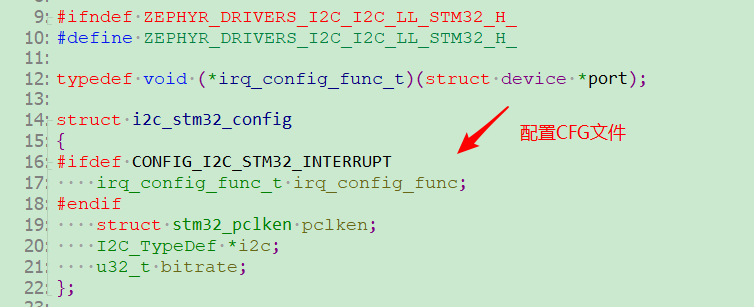 9: #ifndef ZEPHYR_DRIVERS_I2C_I2C_LL_STM32_H_
10: #define ZEPHYR_DRIVERS_I2C_I2C_LL_STM32_H_
11:
12: typedef void (*irq_config_func_t)(struct device *port);
13:
14: struct i2c_stm32_config
15: {
16: #ifdef CONFIG_I2C_STM32_INTERRUPT
配置CFG文件
17: ····irq_config_func_t irq_config_func;
18: #endif
19: ····struct stm32_pclken pclken;
20: ····I2C_TypeDef *i2c;
21: ····u32_t bitrate;
22: };